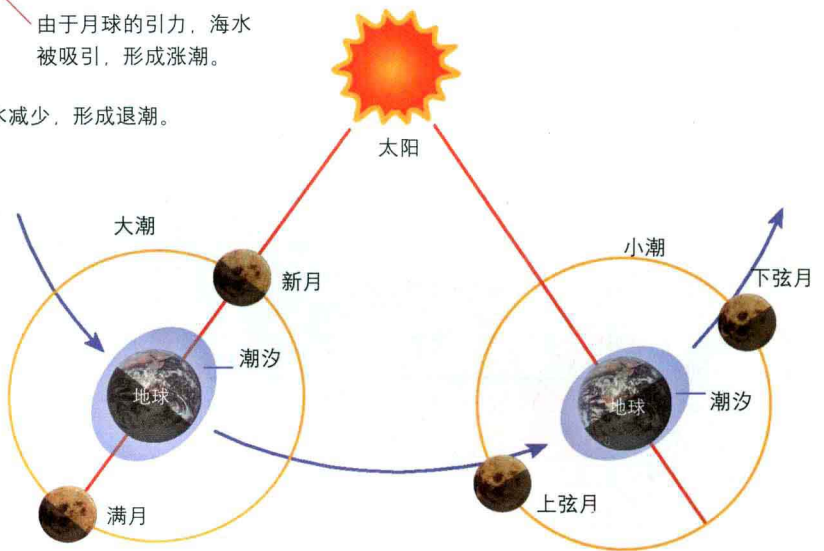 由于月球的引力，海水
被吸引，形成涨潮。
减少，形成退潮。
太阳
大潮
新月
潮汐
地球
满月
小潮
下弦月
潮汐
地球
上弦月